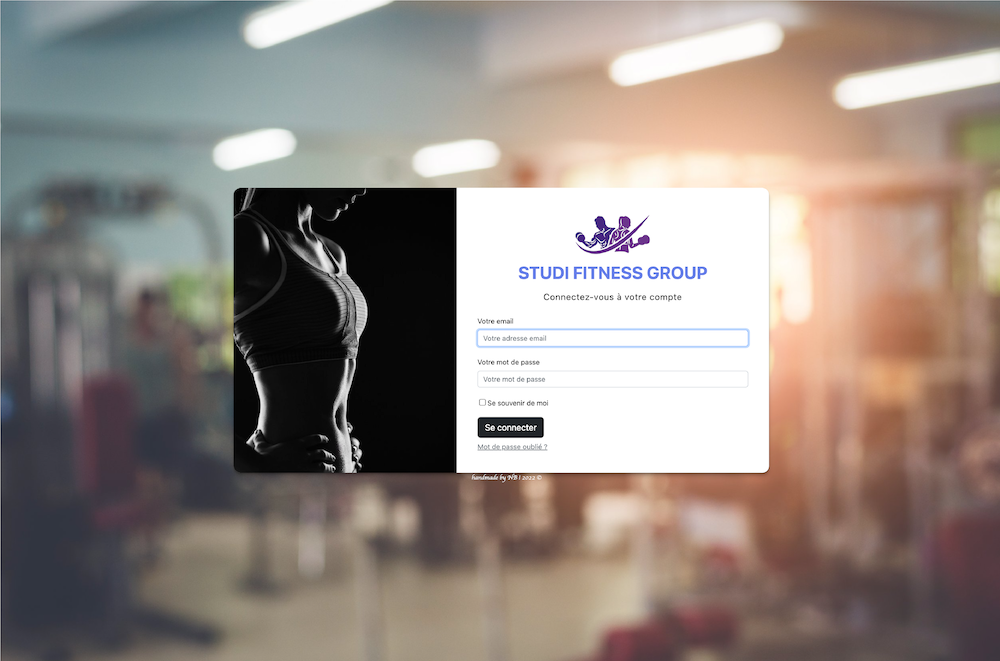 STUDI FITNESS GROUP
Connectez-vous à votre compte
Votre email
Votre adresse email
Votre mot de passe
Votre mot de passe
Se souvenir de moi
Se connecter
Mot de passe oublié ?
handmade by NB | 2022 ©